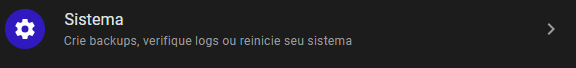 Sistema
Crie backups, verifique logs ou reinicie seu sistema